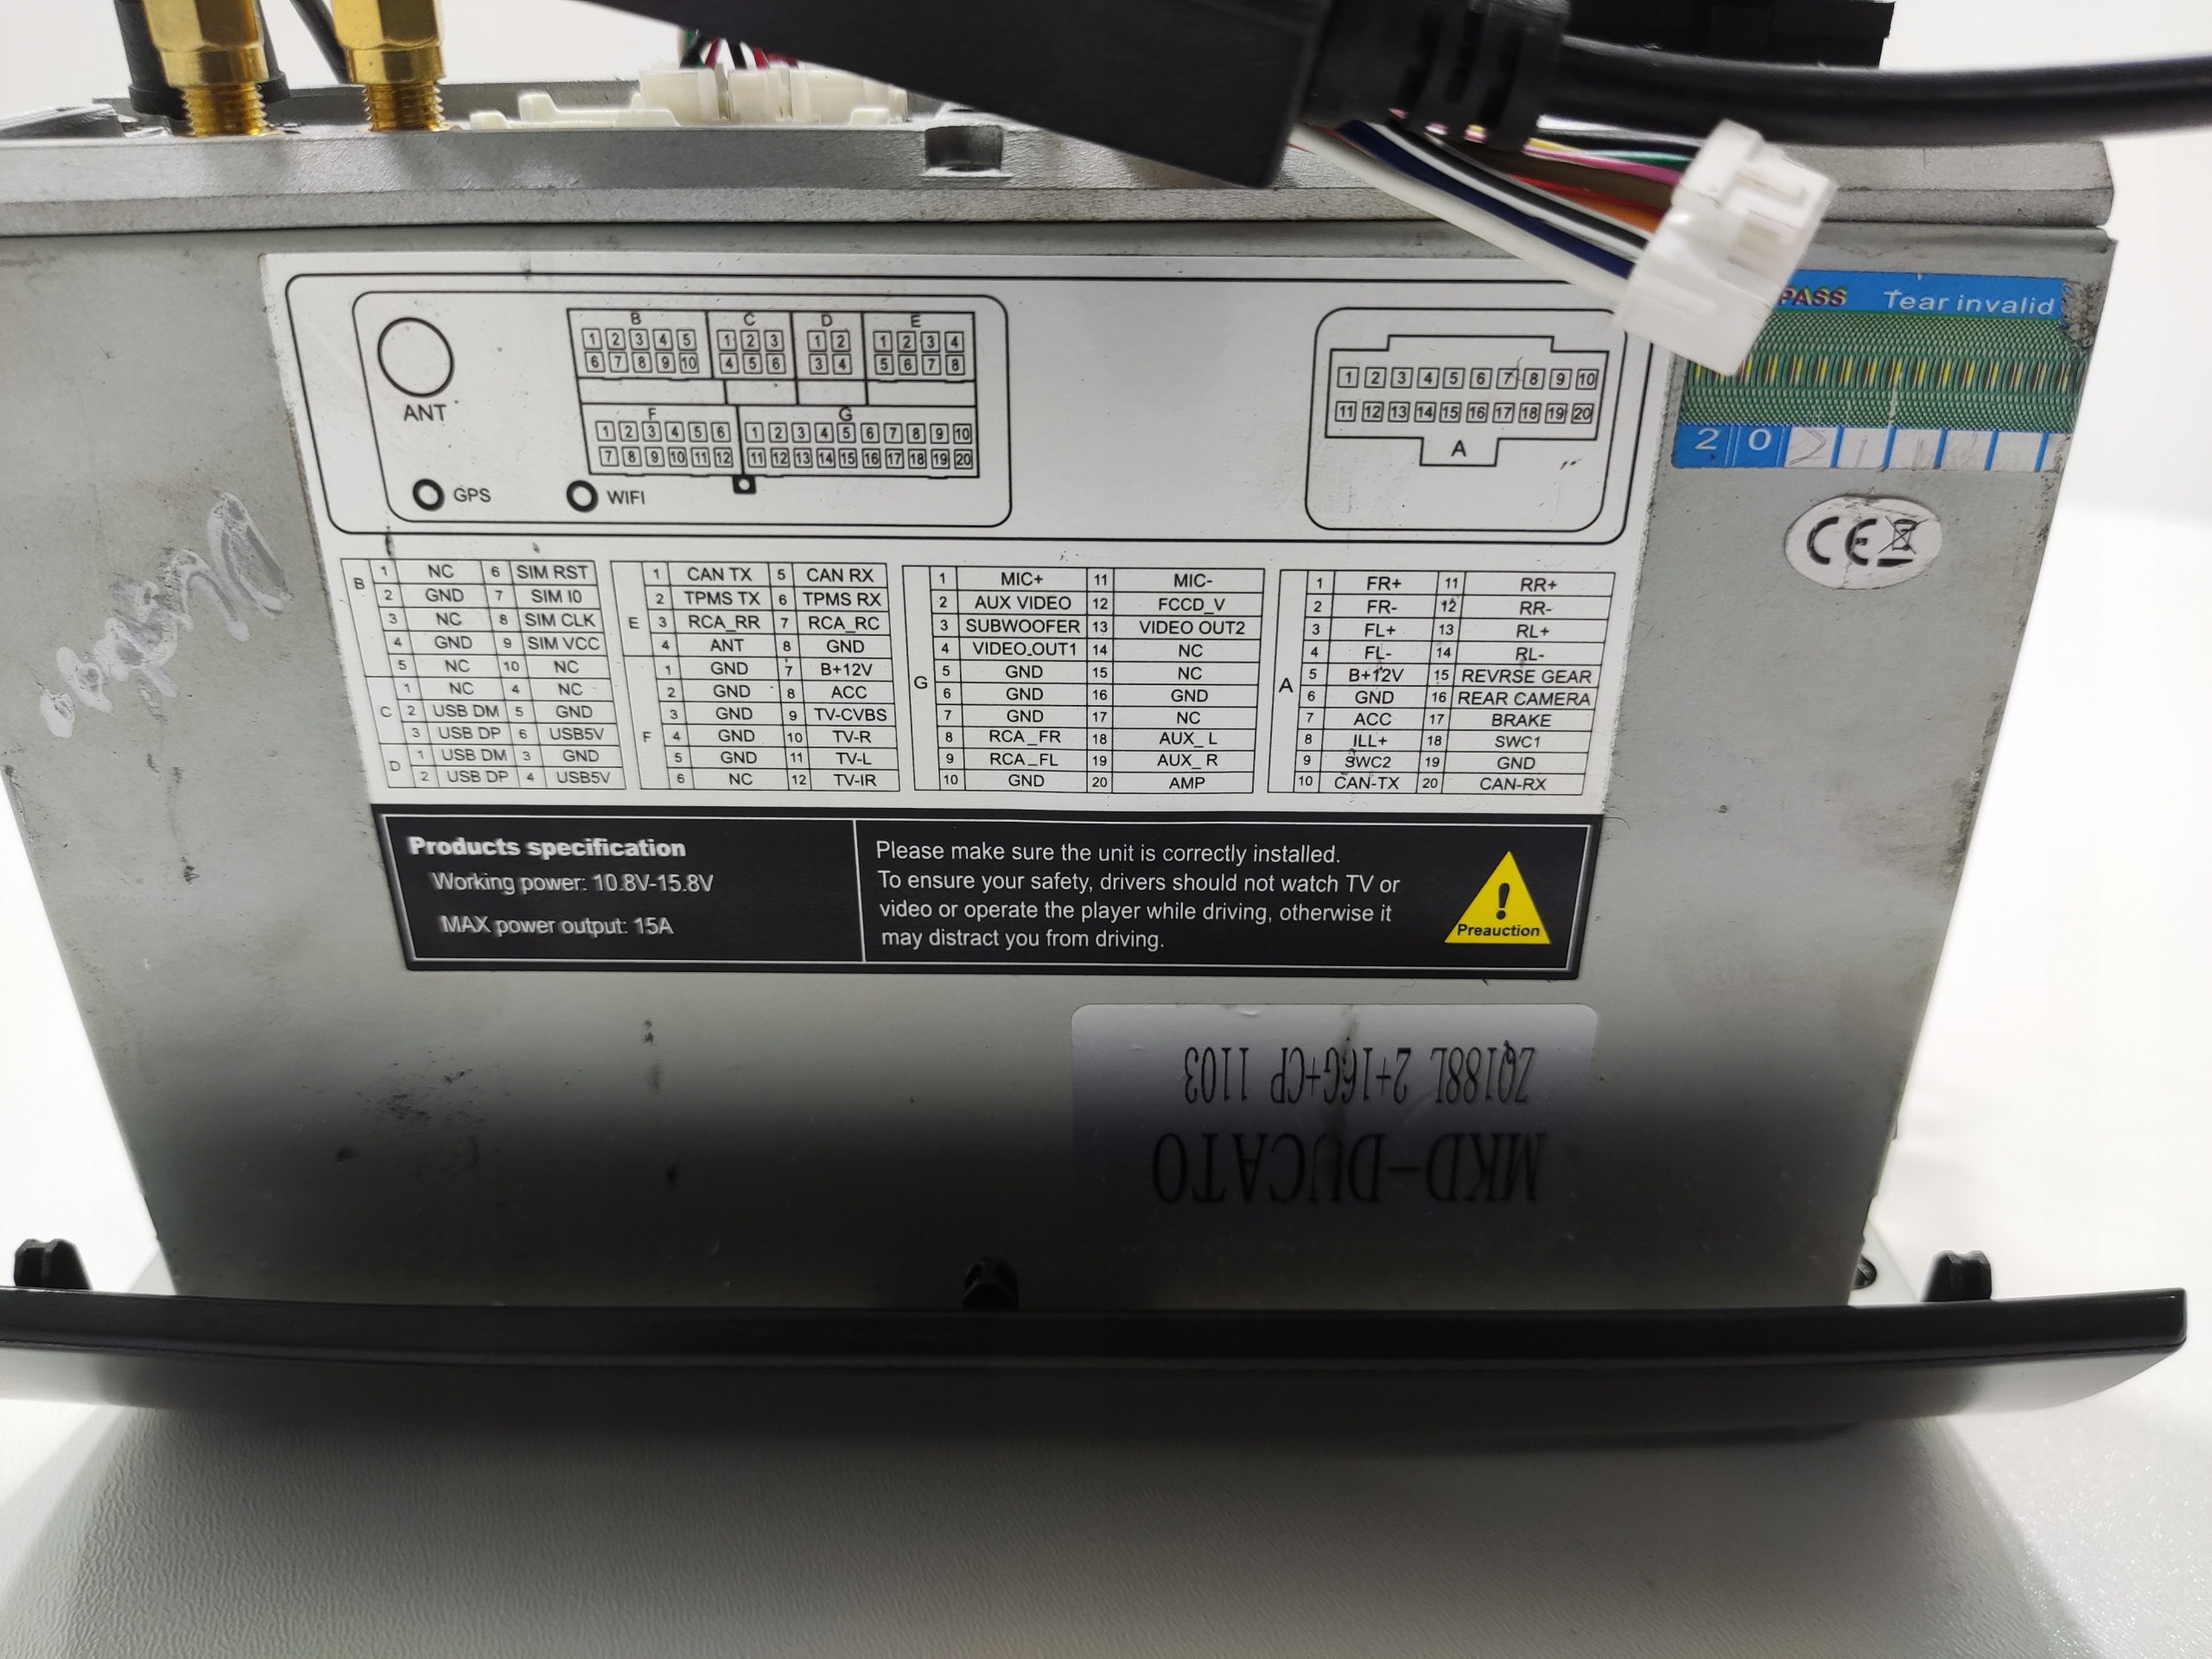 PASS Tear invalid
2 0
CE
ANT
GPS
WIFI
B C D E
1 2 3 4 5 1 2 3 1 2 1 2 3 4
6 7 8 9 10 4 5 6 3 4 5 6 7 8
F G
1 2 3 4 5 6 1 2 3 4 5 6 7 8 9 10
7 8 9 10 11 12 11 12 13 14 15 16 17 18 19 20
1 2 3 4 5 6 7 8 9 10
11 12 13 14 15 16 17 18 19 20
A
B
1 NC 6 SIM RST
2 GND 7 SIM IO
3 NC 8 SIM CLK
4 GND 9 SIM VCC
5 NC 10 NC
C
1 NC 4 NC
2 USB DM 5 GND
3 USB DP 6 USB5V
D
1 USB DM 3 GND
2 USB DP 4 USB5V
E
1 CAN TX 5 CAN RX
2 TPMS TX 6 TPMS RX
3 RCA_RR 7 RCA_RC
4 ANT 8 GND
F
1 GND 7 B+12V
2 GND 8 ACC
3 GND 9 TV-CVBS
4 GND 10 TV-R
5 GND 11 TV-L
6 NC 12 TV-IR
G
1 MIC+ 11 MIC-
2 AUX VIDEO 12 FCCD_V
3 SUBWOOFER 13 VIDEO OUT2
4 VIDEO_OUT1 14 NC
5 GND 15 NC
6 GND 16 GND
7 GND 17 NC
8 RCA_FR 18 AUX_L
9 RCA_FL 19 AUX_R
10 GND 20 AMP
A
1 FR+ 11 RR+
2 FR- 12 RR-
3 FL+ 13 RL+
4 FL- 14 RL-
5 B+12V 15 REVRSE GEAR
6 GND 16 REAR CAMERA
7 ACC 17 BRAKE
8 ILL+ 18 SWC1
9 SWC2 19 GND
10 CAN-TX 20 CAN-RX
Products specification
Working power: 10.8V-15.8V
MAX power output: 15A
Please make sure the unit is correctly installed.
To ensure your safety, drivers should not watch TV or
video or operate the player while driving, otherwise it
may distract you from driving.
Preauction
MKD-DUCATO
ZQ188L 2+16G+CP 1103